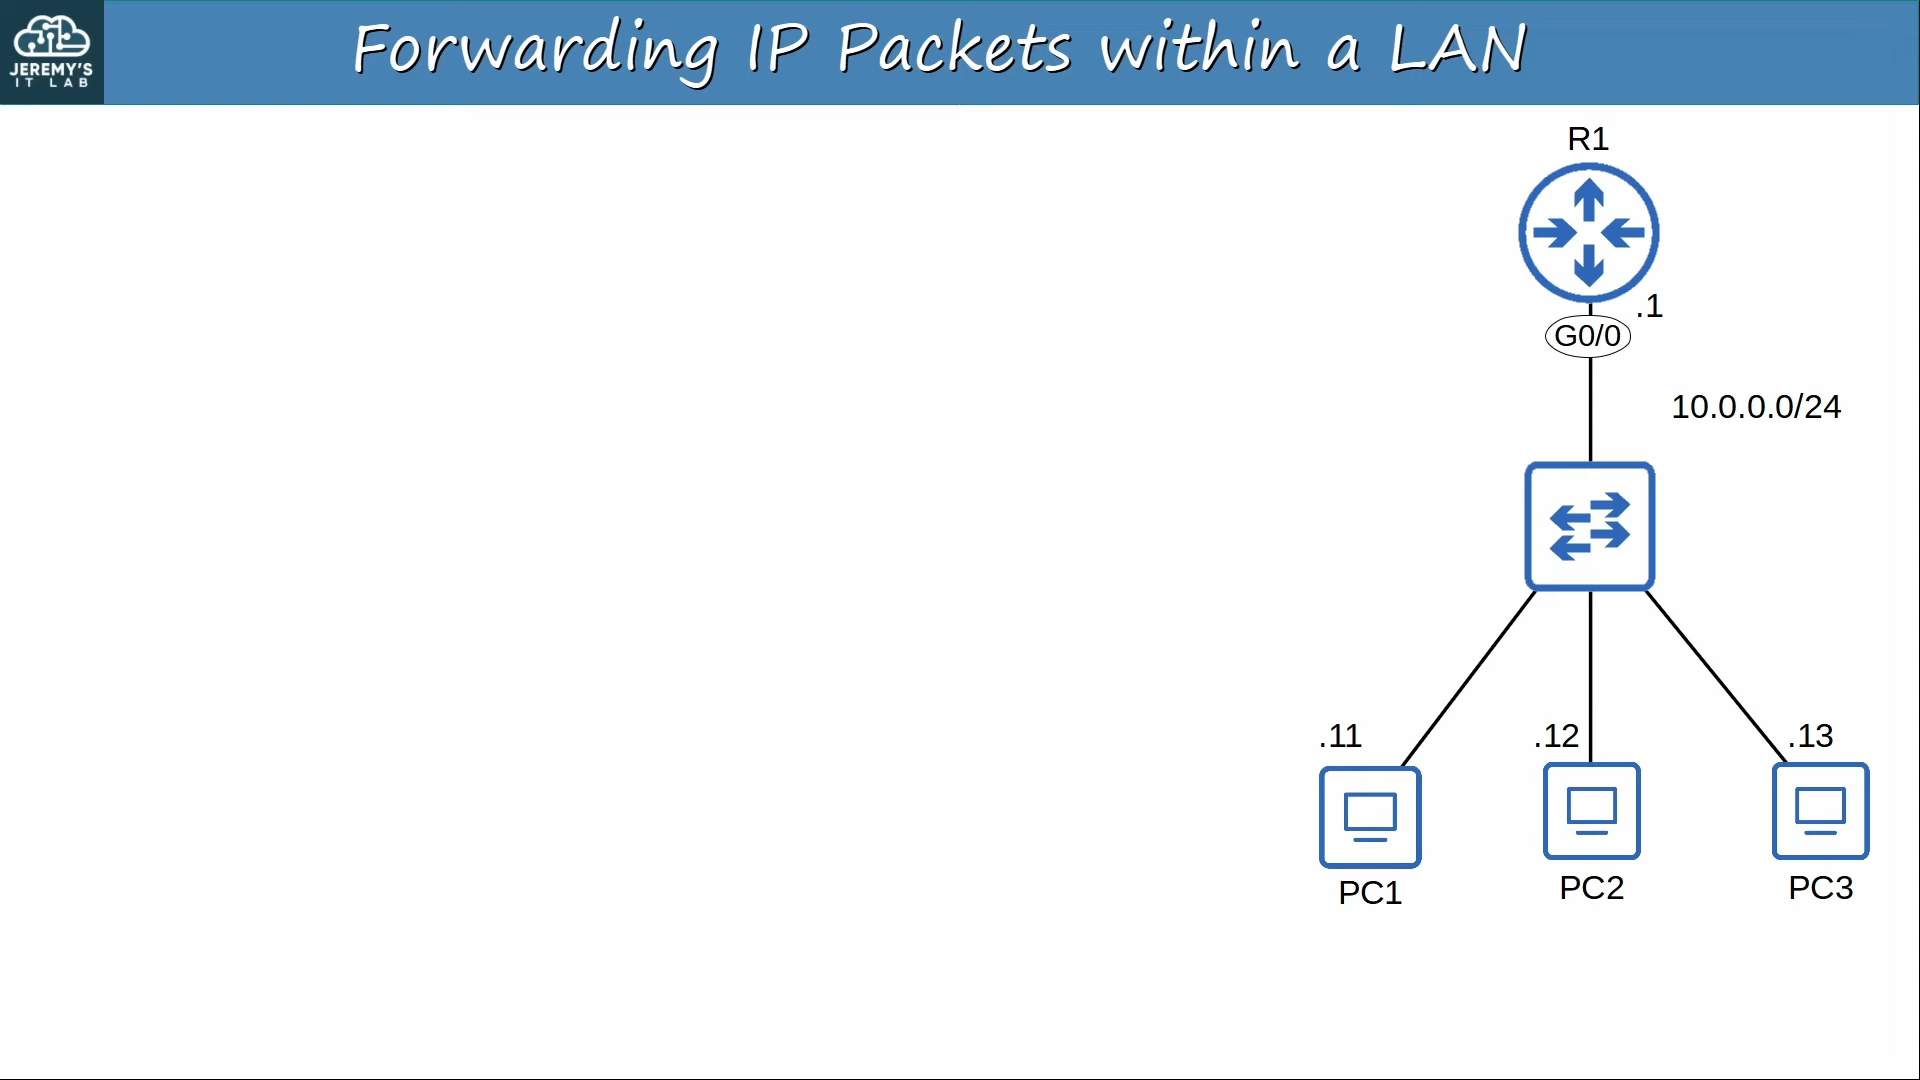 JEREMY'S
IT LAB
Forwarding IP Packets within a LAN
R1
.1
G0/0
10.0.0.0/24
.11
.12
.13
PC1
PC2
PC3